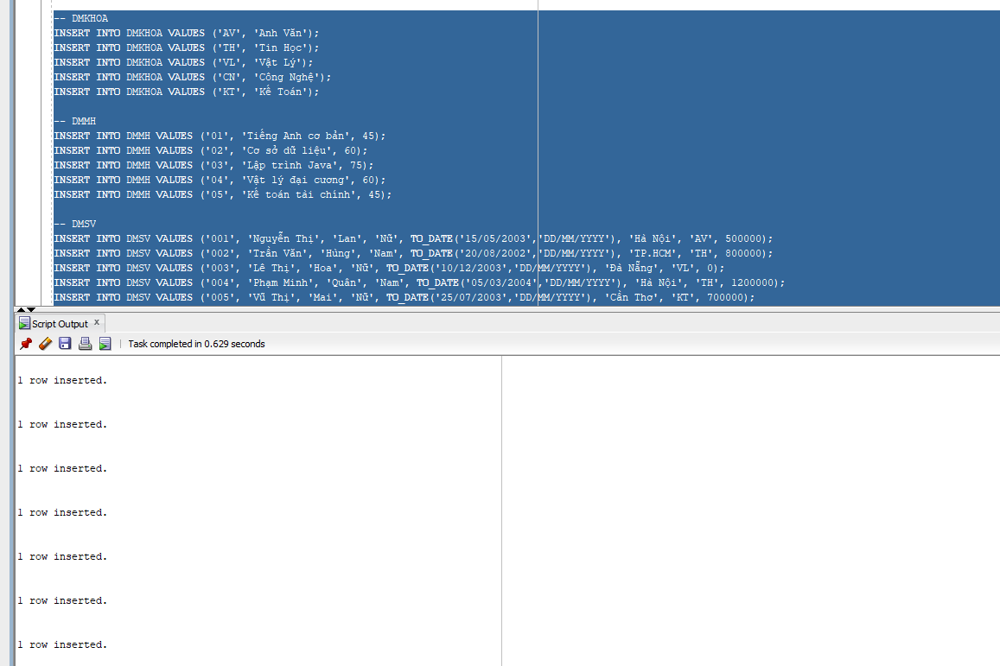 -- DMKHOA
INSERT INTO DMKHOA VALUES ('AV', 'Anh Văn');
INSERT INTO DMKHOA VALUES ('TH', 'Tin Học');
INSERT INTO DMKHOA VALUES ('VL', 'Vật Lý');
INSERT INTO DMKHOA VALUES ('CN', 'Công Nghệ');
INSERT INTO DMKHOA VALUES ('KT', 'Kế Toán');
-- DMMH
INSERT INTO DMMH VALUES ('01', 'Tiếng Anh cơ bản', 45);
INSERT INTO DMMH VALUES ('02', 'Cơ sở dữ liệu', 60);
INSERT INTO DMMH VALUES ('03', 'Lập trình Java', 75);
INSERT INTO DMMH VALUES ('04', 'Vật lý đại cương', 60);
INSERT INTO DMMH VALUES ('05', 'Kế toán tài chính', 45);
-- DMSV
INSERT INTO DMSV VALUES ('001', 'Nguyễn Thị', 'Lan', 'Nữ', TO_DATE('15/05/2003','DD/MM/YYYY'), 'Hà Nội', 'AV', 500000);
INSERT INTO DMSV VALUES ('002', 'Trần Văn', 'Hùng', 'Nam', TO_DATE('20/08/2002','DD/MM/YYYY'), 'TP.HCM', 'TH', 800000);
INSERT INTO DMSV VALUES ('003', 'Lê Thị', 'Hoa', 'Nữ', TO_DATE('10/12/2003','DD/MM/YYYY'), 'Đà Nẵng', 'VL', 0);
INSERT INTO DMSV VALUES ('004', 'Phạm Minh', 'Quân', 'Nam', TO_DATE('05/03/2004','DD/MM/YYYY'), 'Hà Nội', 'TH', 1200000);
INSERT INTO DMSV VALUES ('005', 'Vũ Thị', 'Mai', 'Nữ', TO_DATE('25/07/2003','DD/MM/YYYY'), 'Cần Thơ', 'KT', 700000);
Script Output x
Task completed in 0.629 seconds
1 row inserted.
1 row inserted.
1 row inserted.
1 row inserted.
1 row inserted.
1 row inserted.
1 row inserted.